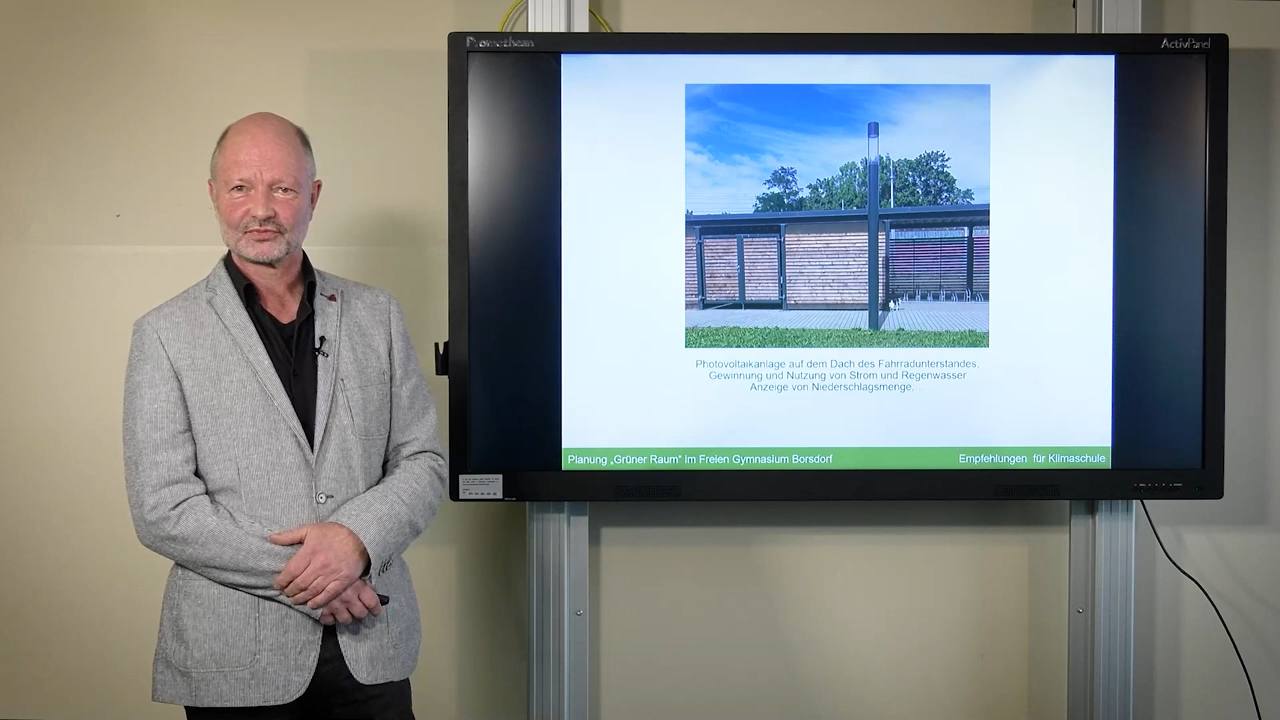 Promethean
ActivPanel
Photovoltaikanlage auf dem Dach des Fahrradunterstandes,
Gewinnung und Nutzung von Strom und Regenwasser
Anzeige von Niederschlagsmenge,
Planung „Grüner Raum“ im Freien Gymnasium Borsdorf
Empfehlungen für Klimaschule